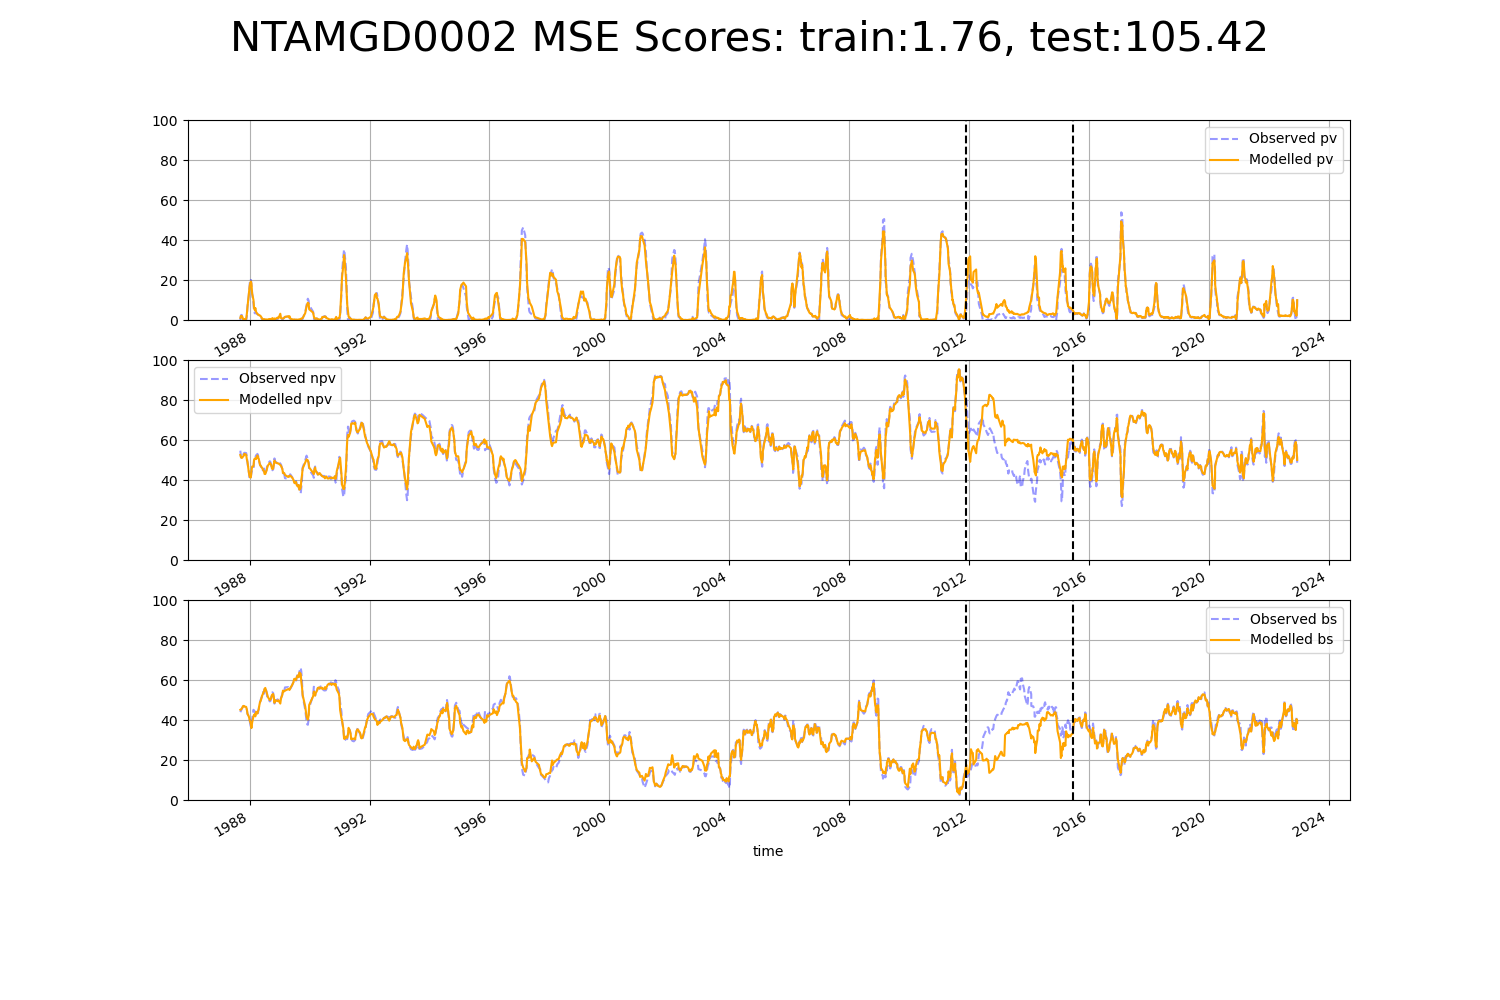 NTAMGD0002 MSE Scores: train:1.76, test:105.42
100
80
60
40
20
0
Observed pv
Modelled pv
1988 1992 1996 2000 2004 2008 2012 2016 2020 2024
100
80
60
40
20
0
Observed npv
Modelled npv
1988 1992 1996 2000 2004 2008 2012 2016 2020 2024
100
80
60
40
20
0
Observed bs
Modelled bs
1988 1992 1996 2000 2004 2008 2012 2016 2020 2024
time